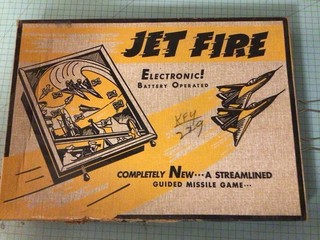 JET FIRE
ELECTRONIC!
BATTERY OPERATED
COMPLETELY NEW...A STREAMLINED
GUIDED MISSILE GAME...